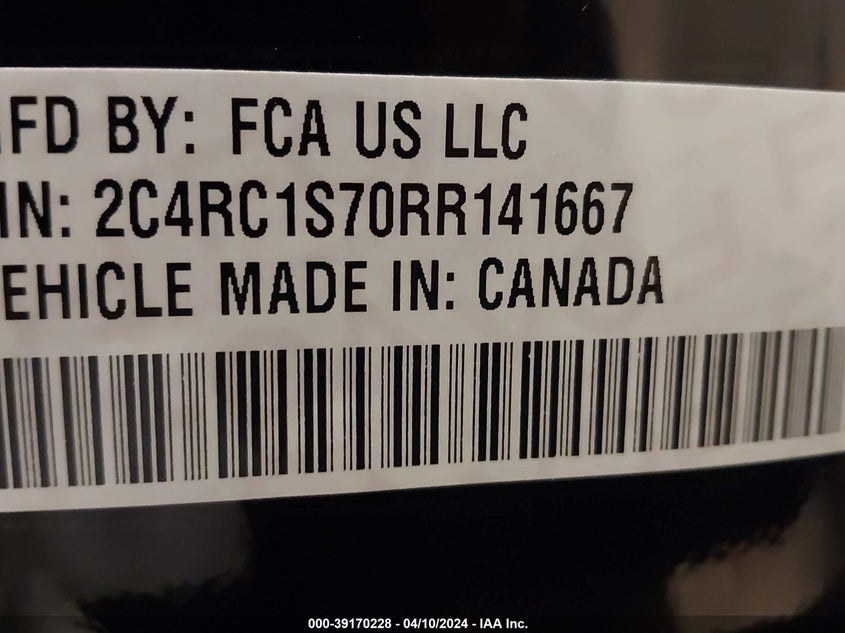 FD BY: FCA US LLC
IN: 2C4RC1S70RR141667
EHICLE MADE IN: CANADA
000-39170228 - 04/10/2024 - IAA Inc.